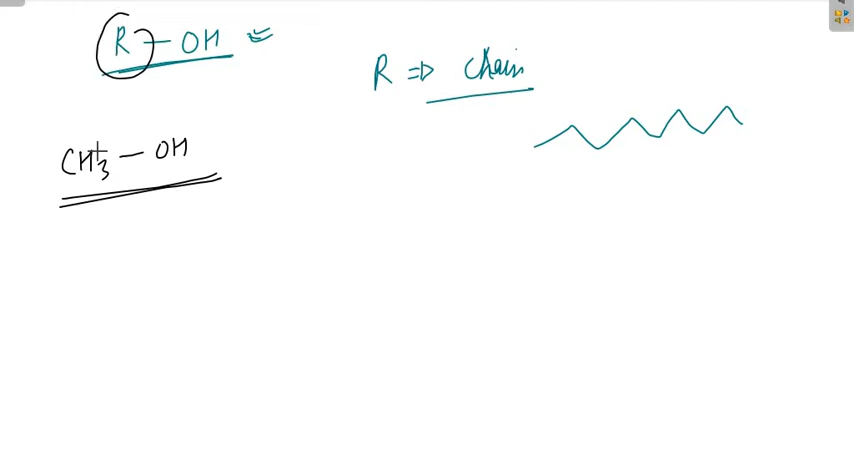 R — OH
R ⇒ Chain
CH₃ — OH